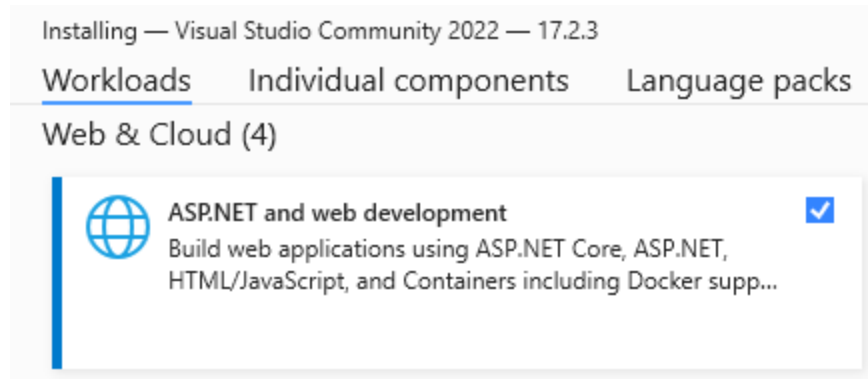 Installing — Visual Studio Community 2022 — 17.2.3
Workloads Individual components Language packs
Web & Cloud (4)
ASP.NET and web development
Build web applications using ASP.NET Core, ASP.NET,
HTML/JavaScript, and Containers including Docker supp...